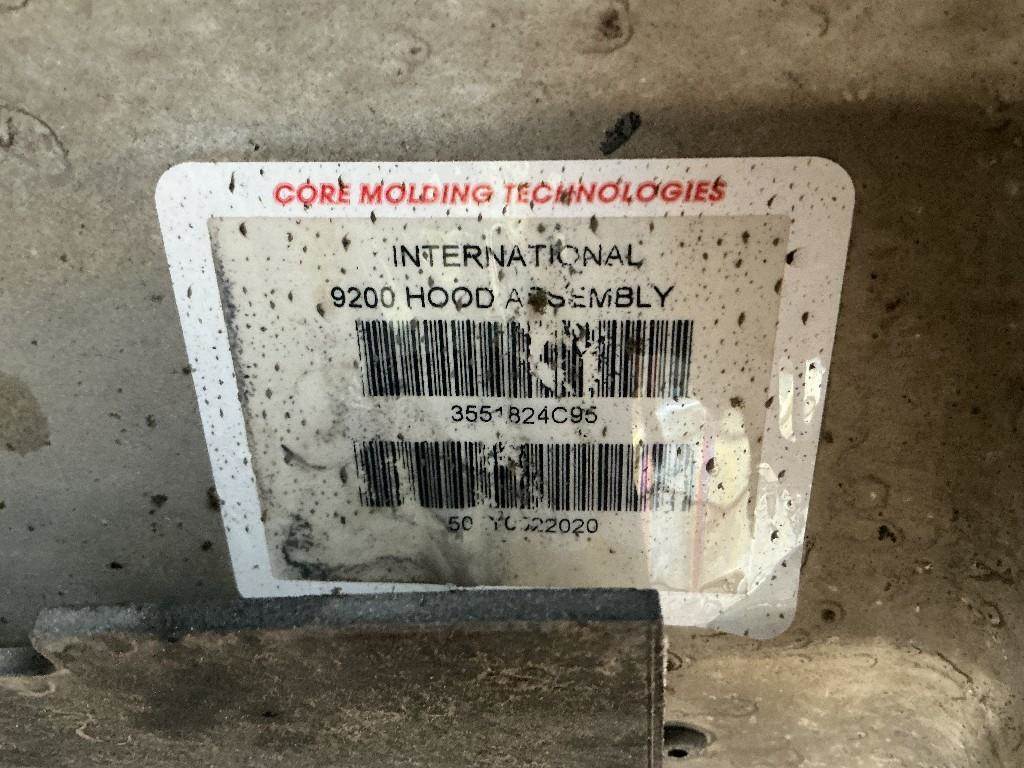 CORE MOLDING TECHNOLOGIES
INTERNATIONAL
9200 HOOD ASSEMBLY
3551824C95